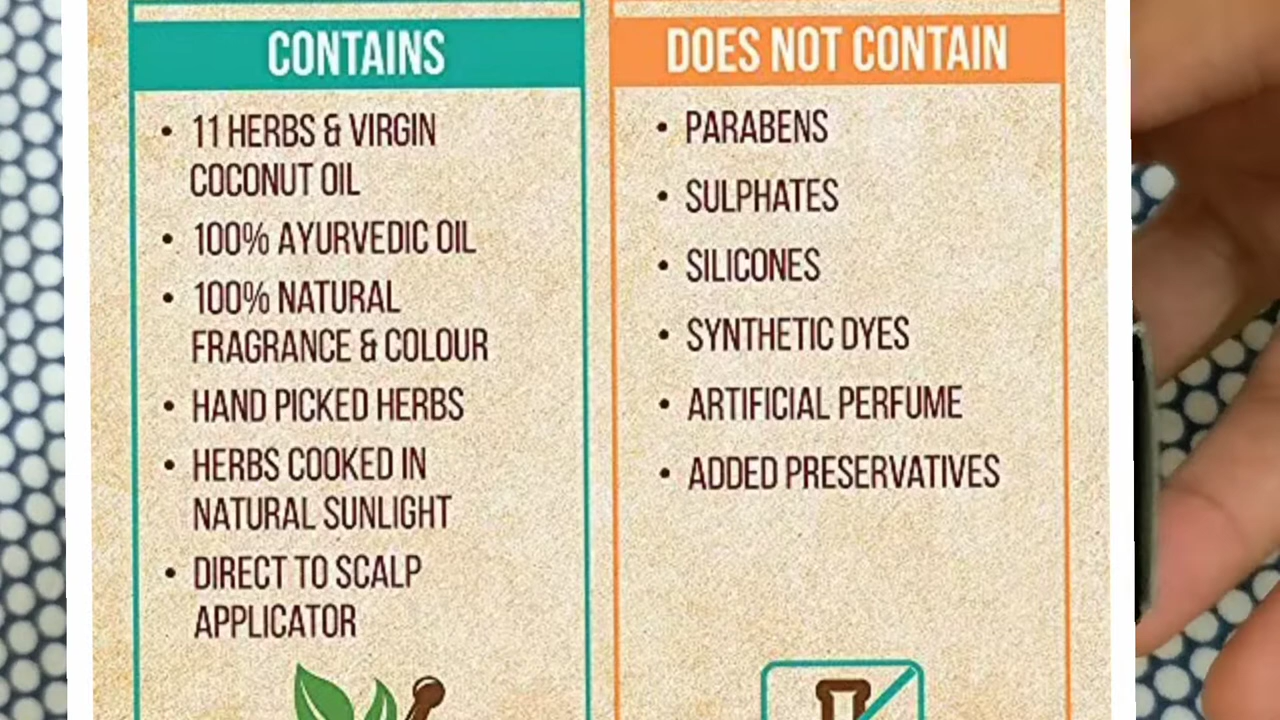 CONTAINS
• 11 HERBS & VIRGIN
COCONUT OIL
• 100% AYURVEDIC OIL
• 100% NATURAL
FRAGRANCE & COLOUR
• HAND PICKED HERBS
• HERBS COOKED IN
NATURAL SUNLIGHT
• DIRECT TO SCALP
APPLICATOR
DOES NOT CONTAIN
• PARABENS
• SULPHATES
• SILICONES
• SYNTHETIC DYES
• ARTIFICIAL PERFUME
• ADDED PRESERVATIVES